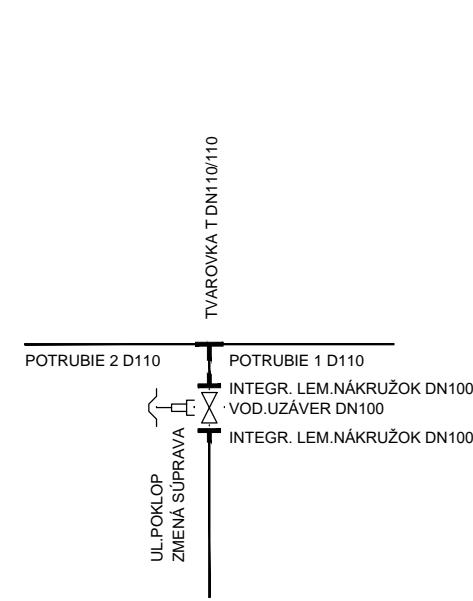 TVAROVKA T DN110/110
POTRUBIE 2 D110
POTRUBIE 1 D110
INTEGR. LEM.NÁKRUŽOK DN100
VOD.UZÁVER DN100
INTEGR. LEM.NÁKRUŽOK DN100
UL.POKLOP
ZMENÁ SÚPRAVA